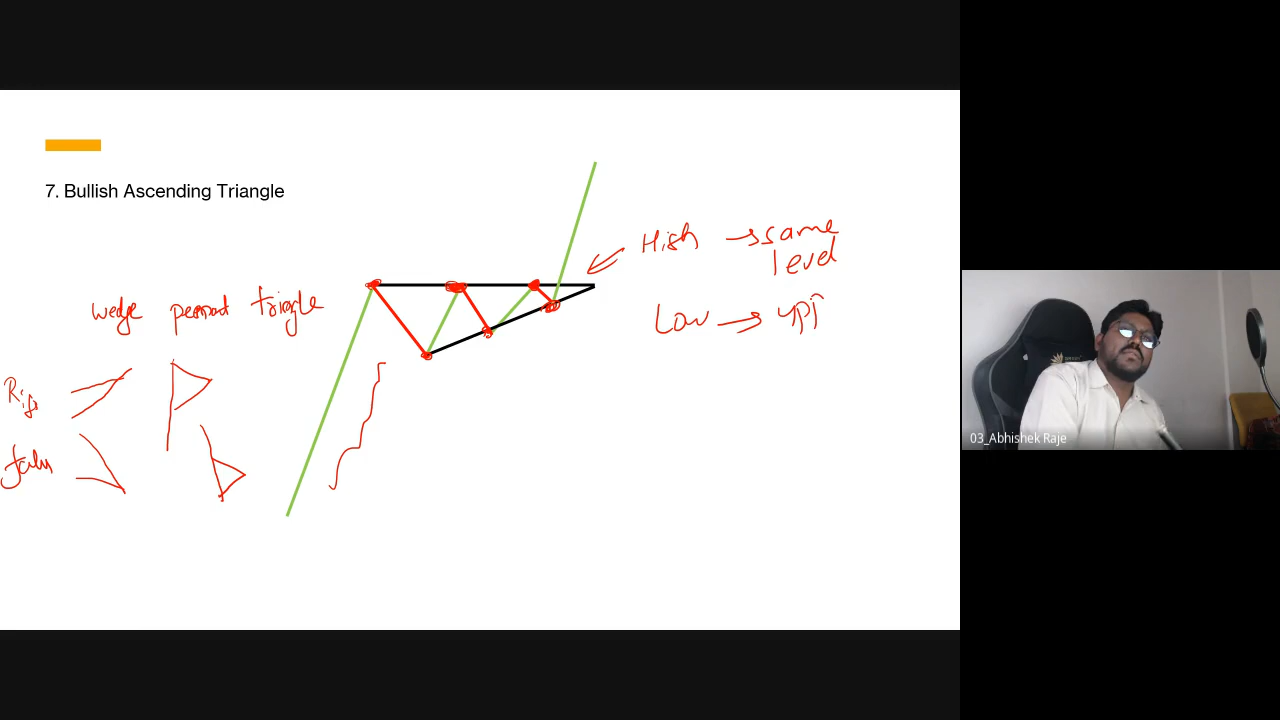 7. Bullish Ascending Triangle
High → same
level
Low → up↑
wedge pennant triangle
03_Abhishek Raje